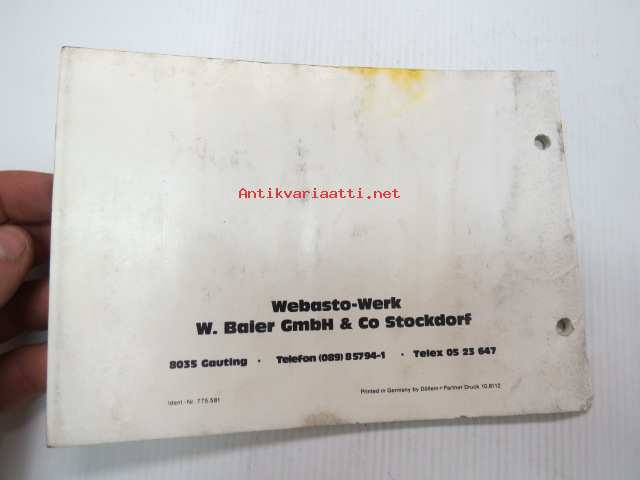 Antikvariaatti.net
Webasto-Werk
W. Baier GmbH & Co Stockdorf
8035 Gauting · Telefon (089) 85794-1 · Telex 05 23 647
Ident.-Nr. 775.581
Printed in Germany by Döllein + Partner Druck 10.8112